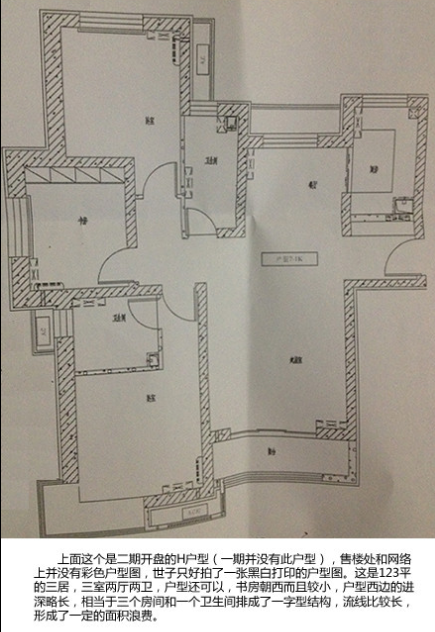 卧室
卫生间
餐厅
厨房
书房
户型7.1K
卫生间
卧室
起居室
阳台
上面这个是二期开盘的H户型（一期并没有此户型），售楼处和网络
上并没有彩色户型图，世子只好拍了一张黑白打印的户型图。这是123平
的三居，三室两厅两卫，户型还可以，书房朝西而且较小，户型西边的进
深略长，相当于三个房间和一个卫生间排成了一字型结构，流线比较长，
形成了一定的面积浪费。